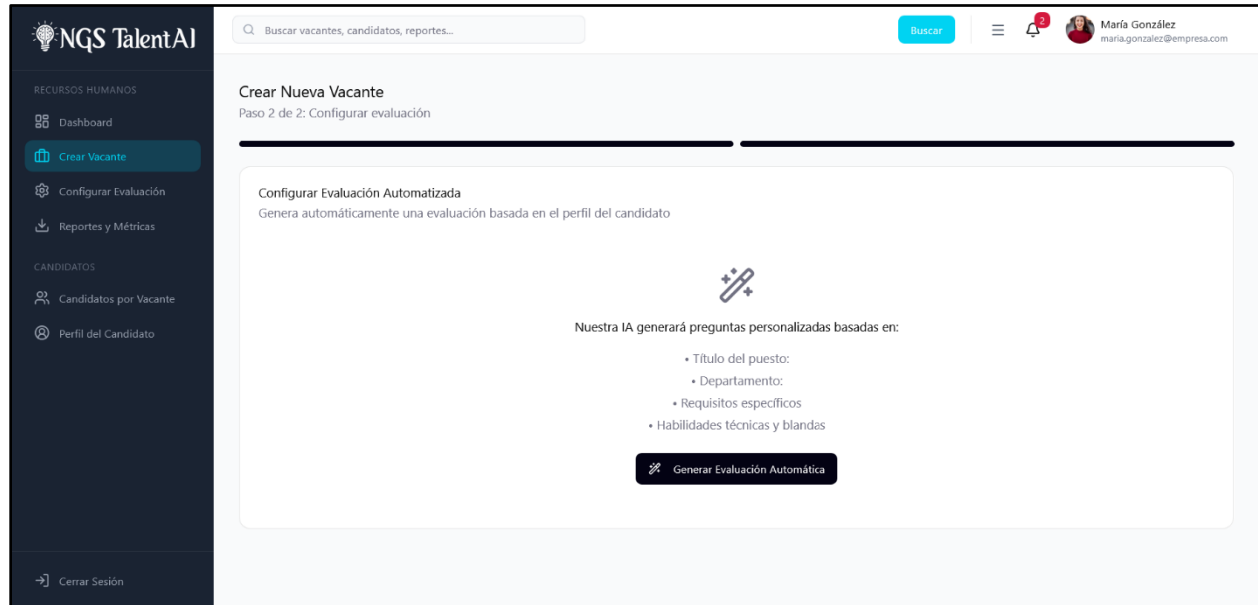 NGS TalentAI
RECURSOS HUMANOS
Dashboard
Crear Vacante
Configurar Evaluación
Reportes y Métricas
CANDIDATOS
Candidatos por Vacante
Perfil del Candidato
Cerrar Sesión
Buscar vacantes, candidatos, reportes...
Buscar
2
María González
maria.gonzalez@empresa.com
Crear Nueva Vacante
Paso 2 de 2: Configurar evaluación
Configurar Evaluación Automatizada
Genera automáticamente una evaluación basada en el perfil del candidato
Nuestra IA generará preguntas personalizadas basadas en:
• Título del puesto:
• Departamento:
• Requisitos específicos
• Habilidades técnicas y blandas
Generar Evaluación Automática